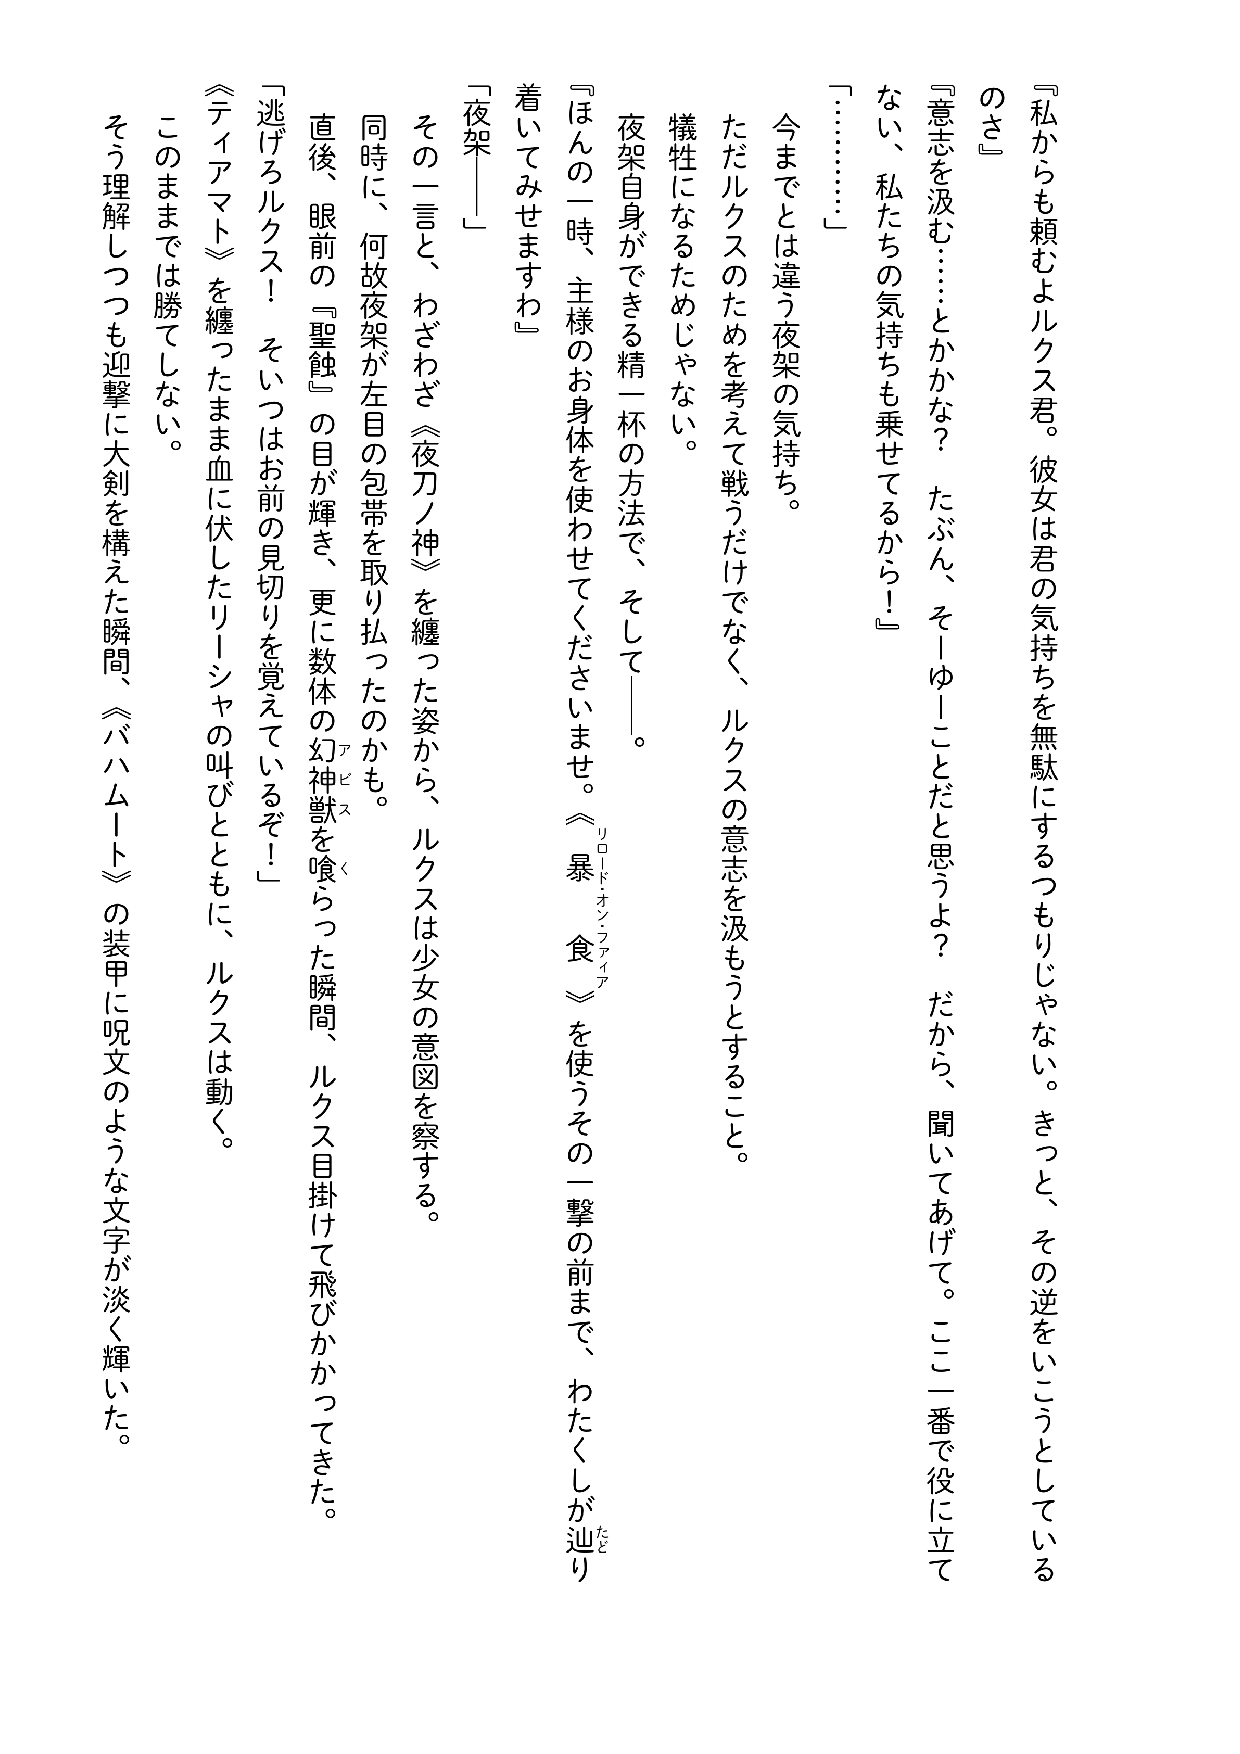 『私からも頼むよルクス君。彼女は君の気持ちを無駄にするつもりじゃない。きっと、その逆をいこうとしている
のさ』
『意志を汲む……とかかな？　たぶん、そーゆーことだと思うよ？　だから、聞いてあげて。ここ一番で役に立て
ない、私たちの気持ちも乗せてるから！』
「…………」
　今までとは違う夜架の気持ち。
　ただルクスのためを考えて戦うだけでなく、ルクスの意志を汲もうとすること。
　犠牲になるためじゃない。
　夜架自身ができる精一杯の方法で、そして――。
『ほんの一時、主様のお身体を使わせてくださいませ。《暴食》を使うその一撃の前まで、わたくしが辿り
リロード・オン・ファイア
たど
着いてみせますわ』
「夜架――」
　その一言と、わざわざ《夜刀ノ神》を纏った姿から、ルクスは少女の意図を察する。
　同時に、何故夜架が左目の包帯を取り払ったのかも。
　直後、眼前の『聖蝕』の目が輝き、更に数体の幻神獣を喰らった瞬間、ルクス目掛けて飛びかかってきた。
アビス
く
「逃げろルクス！　そいつはお前の見切りを覚えているぞ！」
《ティアマト》を纏ったまま血に伏したリーシャの叫びとともに、ルクスは動く。
　このままでは勝てしない。
　そう理解しつつも迎撃に大剣を構えた瞬間、《バハムート》の装甲に呪文のような文字が淡く輝いた。